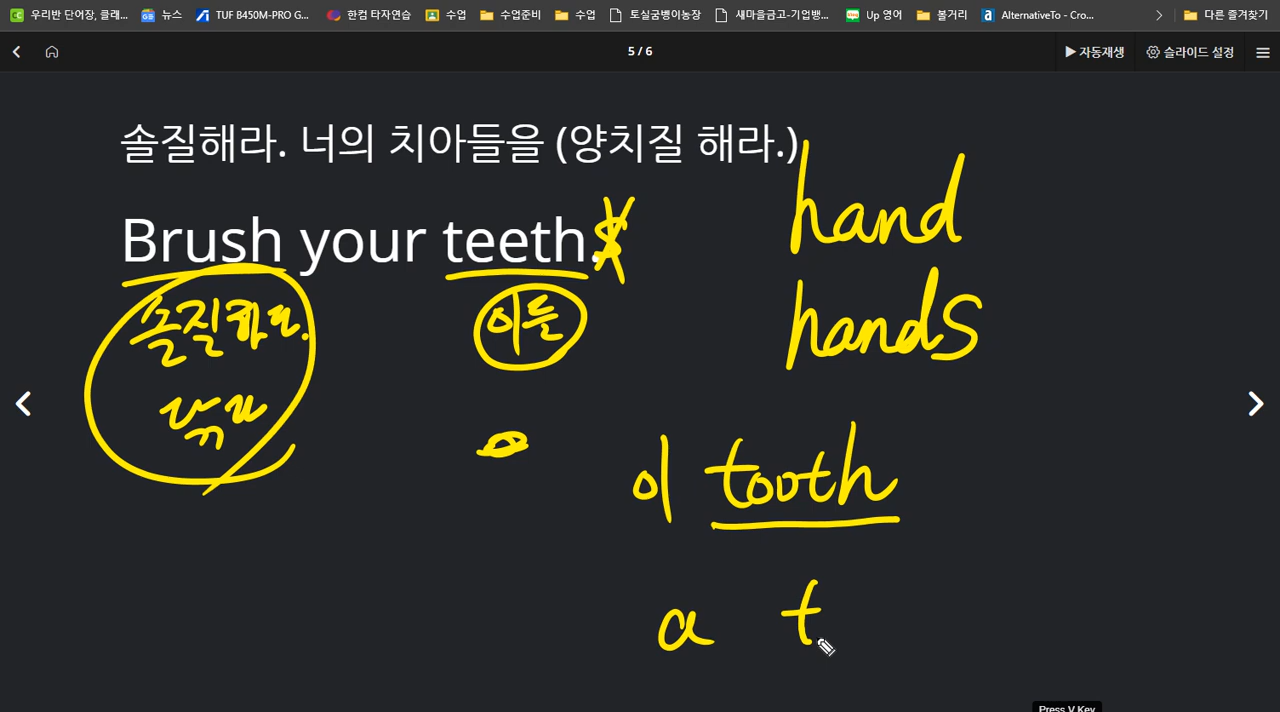 우리반 단어장, 클래... 뉴스 TUF B450M-PRO G... 한컴 타자연습 수업 수업준비 수업 토실굼벵이농장 새마을금고-기업뱅... Up 영어 볼거리 AlternativeTo - Cro... 다른 즐겨찾기
5 / 6 자동재생 슬라이드 설정
솔질해라. 너의 치아들을 (양치질 해라.)
hand
Brush your teeth.
솔질하고.
이들
hands
닦고
이 tooth
a t
Press V Key